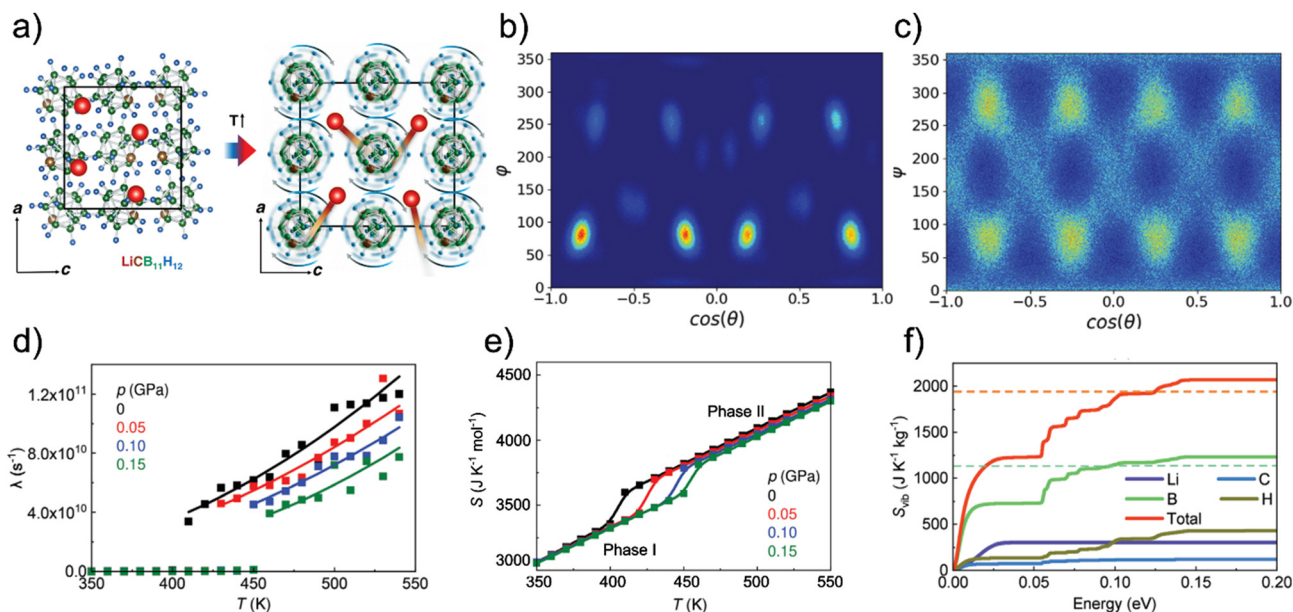 a)
T↑
a
c
LiCB₁₁H₁₂
a
c
b)
350
300
250
200
150
100
50
0
φ
-1.0 -0.5 0.0 0.5 1.0
cos(θ)
c)
350
300
250
200
150
100
50
0
φ
-1.0 -0.5 0.0 0.5 1.0
cos(θ)
d)
λ (s⁻¹)
1.2x10¹¹
8.0x10¹⁰
4.0x10¹⁰
0.0
p (GPa)
0
0.05
0.10
0.15
350 400 450 500 550
T (K)
e)
S (J K⁻¹ mol⁻¹)
4500
4000
3500
3000
Phase II
Phase I
p (GPa)
0
0.05
0.10
0.15
350 400 450 500 550
T (K)
f)
Svib (J K⁻¹ kg⁻¹)
2000
1500
1000
500
0
Li C
B H
Total
0.00 0.05 0.10 0.15 0.20
Energy (eV)